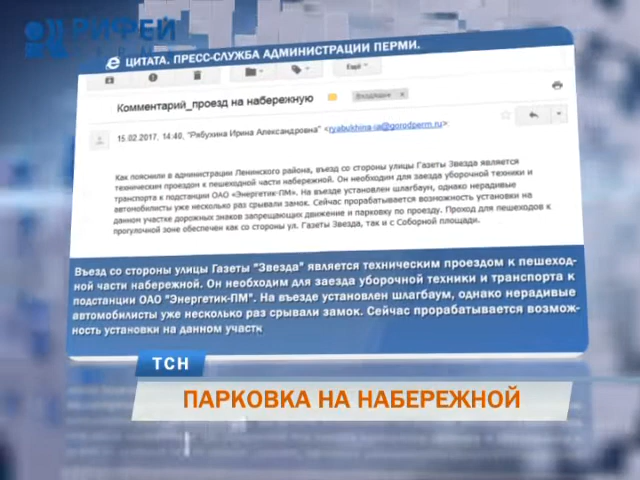 РИФЕЙ
ПЕРМЬ
ЦИТАТА. ПРЕСС-СЛУЖБА АДМИНИСТРАЦИИ ПЕРМИ.
Ещё
Комментарий_проезд на набережную
Входящие ×
15.02.2017, 14:40, "Рябухина Ирина Александровна" <ryabukhina-ia@gorodperm.ru>:
Как пояснили в администрации Ленинского района, въезд со стороны улицы Газеты Звезда является
техническим проездом к пешеходной части набережной. Он необходим для заезда уборочной техники и
транспорта к подстанции ОАО «Энергетик-ПМ». На въезде установлен шлагбаум, однако нерадивые
автомобилисты уже несколько раз срывали замок. Сейчас прорабатывается возможность установки на
данном участке дорожных знаков запрещающих движение и парковку по проезду. Проход для пешеходов к
прогулочной зоне обеспечен как со стороны ул. Газеты Звезда, так и с Соборной площади.
Въезд со стороны улицы Газеты "Звезда" является техническим проездом к пешеход-
ной части набережной. Он необходим для заезда уборочной техники и транспорта к
подстанции ОАО "Энергетик-ПМ". На въезде установлен шлагбаум, однако нерадивые
автомобилисты уже несколько раз срывали замок. Сейчас прорабатывается возмож-
ность установки на данном участк
ТСН
ПАРКОВКА НА НАБЕРЕЖНОЙ